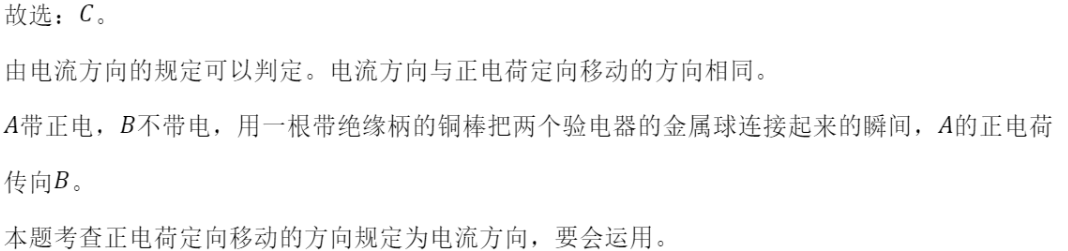 故选：C。
由电流方向的规定可以判定。电流方向与正电荷定向移动的方向相同。
A带正电，B不带电，用一根带绝缘柄的铜棒把两个验电器的金属球连接起来的瞬间，A的正电荷
传向B。
本题考查正电荷定向移动的方向规定为电流方向，要会运用。